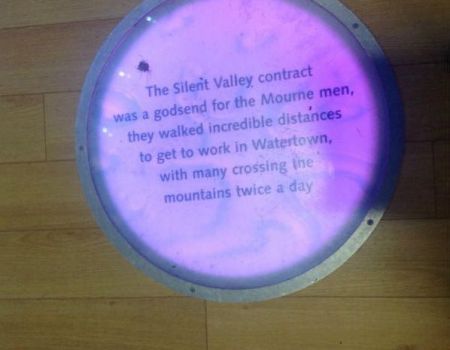 The Silent Valley contract
was a godsend for the Mourne men,
they walked incredible distances
to get to work in Watertown,
with many crossing the
mountains twice a day